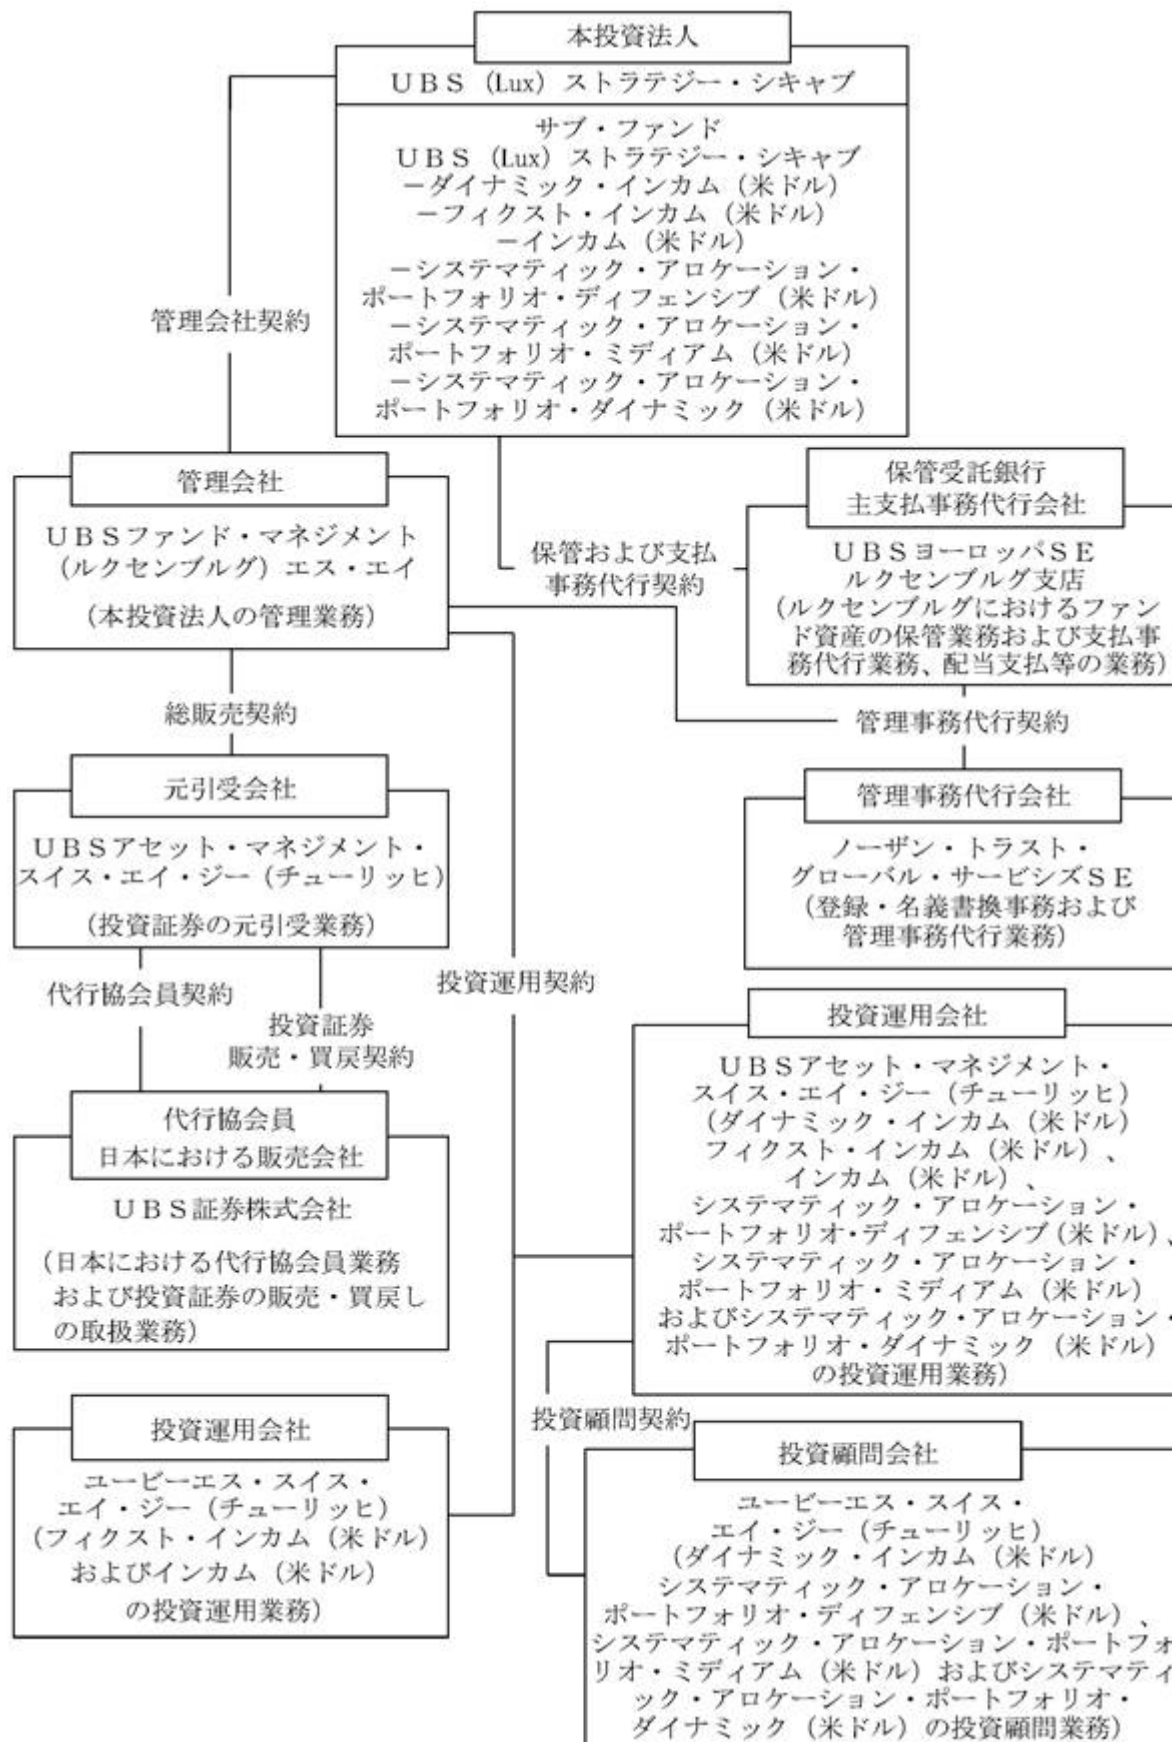 本投資法人
ＵＢＳ（Lux）ストラテジー・シキャブ
サブ・ファンド
ＵＢＳ（Lux）ストラテジー・シキャブ
－ダイナミック・インカム（米ドル）
－フィクスト・インカム（米ドル）
－インカム（米ドル）
－システマティック・アロケーション・
ポートフォリオ・ディフェンシブ（米ドル）
－システマティック・アロケーション・
ポートフォリオ・ミディアム（米ドル）
－システマティック・アロケーション・
ポートフォリオ・ダイナミック（米ドル）
管理会社契約
管理会社
ＵＢＳファンド・マネジメント
（ルクセンブルグ）エス・エイ
（本投資法人の管理業務）
保管および支払
事務代行契約
保管受託銀行
主支払事務代行会社
ＵＢＳヨーロッパＳＥ
ルクセンブルグ支店
（ルクセンブルグにおけるファン
ド資産の保管業務および支払事
務代行業務、配当支払等の業務）
総販売契約
管理事務代行契約
元引受会社
ＵＢＳアセット・マネジメント・
スイス・エイ・ジー（チューリッヒ）
（投資証券の元引受業務）
管理事務代行会社
ノーザン・トラスト・
グローバル・サービシズＳＥ
（登録・名義書換事務および
管理事務代行業務）
代行協会員契約
投資証券
販売・買戻契約
投資運用契約
代行協会員
日本における販売会社
ＵＢＳ証券株式会社
（日本における代行協会員業務
および投資証券の販売・買戻し
の取扱業務）
投資運用会社
ＵＢＳアセット・マネジメント・
スイス・エイ・ジー（チューリッヒ）
（ダイナミック・インカム（米ドル）
フィクスト・インカム（米ドル）、
インカム（米ドル）、
システマティック・アロケーション・
ポートフォリオ・ディフェンシブ（米ドル）、
システマティック・アロケーション・
ポートフォリオ・ミディアム（米ドル）
およびシステマティック・アロケーション・
ポートフォリオ・ダイナミック（米ドル）
の投資運用業務）
投資運用会社
ユービーエス・スイス・
エイ・ジー（チューリッヒ）
（フィクスト・インカム（米ドル）
およびインカム（米ドル）
の投資運用業務）
投資顧問契約
投資顧問会社
ユービーエス・スイス・
エイ・ジー（チューリッヒ）
（ダイナミック・インカム（米ドル）
システマティック・アロケーション・
ポートフォリオ・ディフェンシブ（米ドル）、
システマティック・アロケーション・ポートフォ
リオ・ミディアム（米ドル）およびシステマティ
ック・アロケーション・ポートフォリオ・
ダイナミック（米ドル）の投資顧問業務）